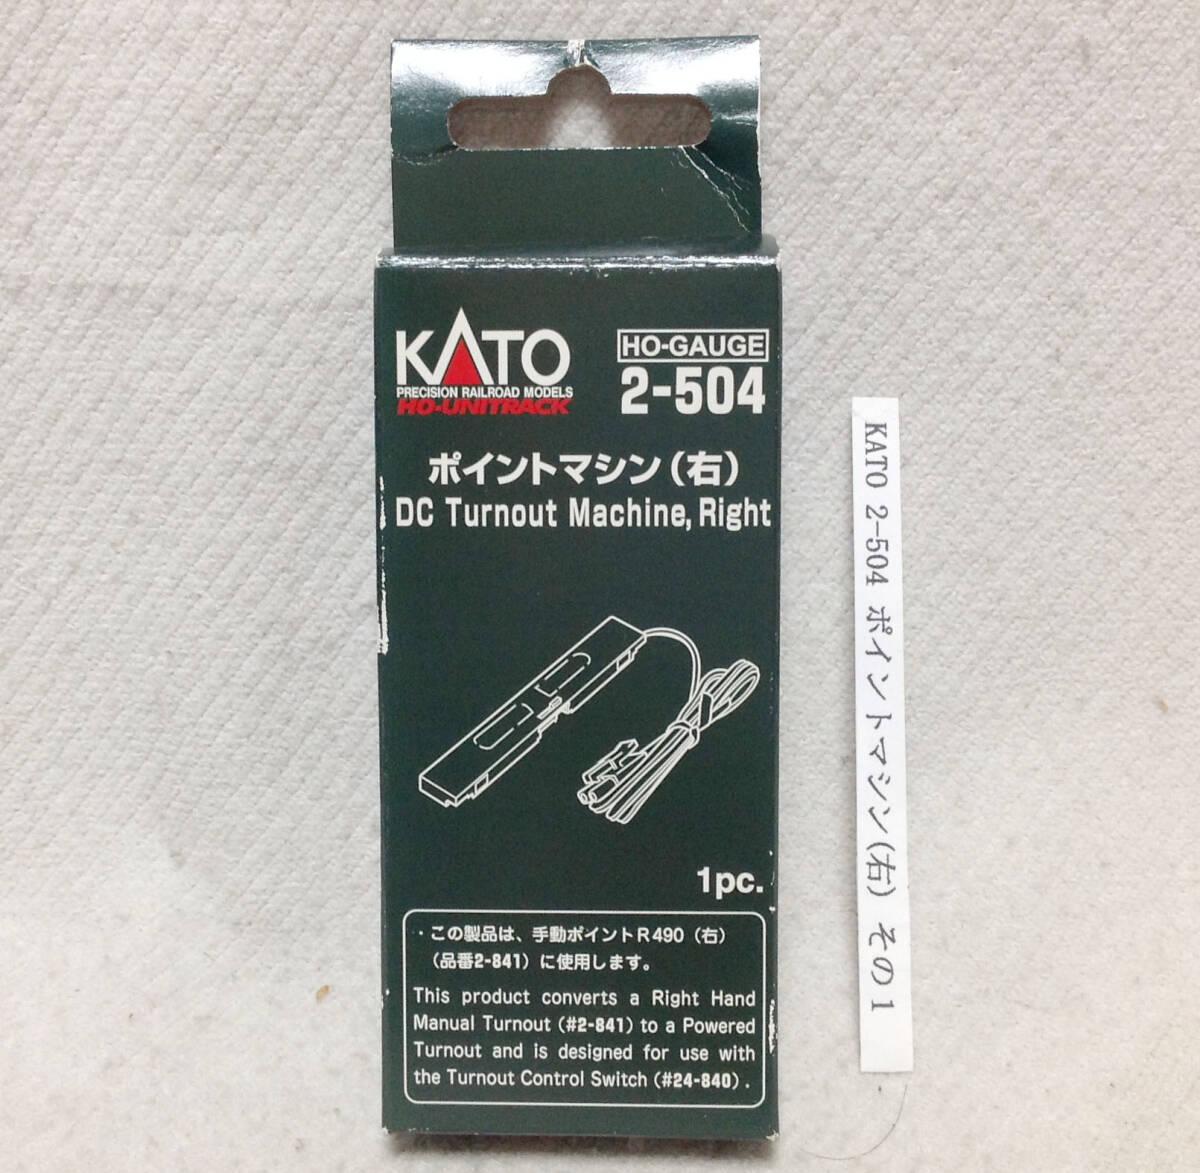 KATO
PRECISION RAILROAD MODELS
HO-UNITRACK
HO-GAUGE
2-504
ポイントマシン(右)
DC Turnout Machine, Right
1pc.
・この製品は、手動ポイントR490(右)
(品番2-841)に使用します。
This product converts a Right Hand
Manual Turnout (#2-841) to a Powered
Turnout and is designed for use with
the Turnout Control Switch (#24-840).
KATO 2-504 ポイントマシン(右) その1